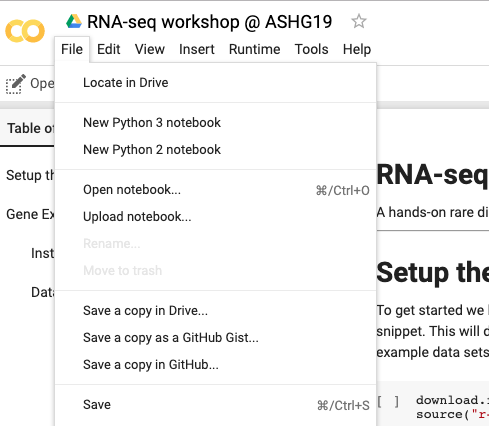 RNA-seq workshop @ ASHG19
File Edit View Insert Runtime Tools Help
Ope
Locate in Drive
Table of
New Python 3 notebook
New Python 2 notebook
Setup th
Open notebook... ⌘/Ctrl+O
RNA-seq
Gene Ex
Upload notebook...
A hands-on rare di
Rename...
Inst
Move to trash
Setup the
Data
Save a copy in Drive...
To get started we l
Save a copy as a GitHub Gist...
snippet. This will d
example data sets
Save a copy in GitHub...
Save ⌘/Ctrl+S
[ ] download.f
source("r-